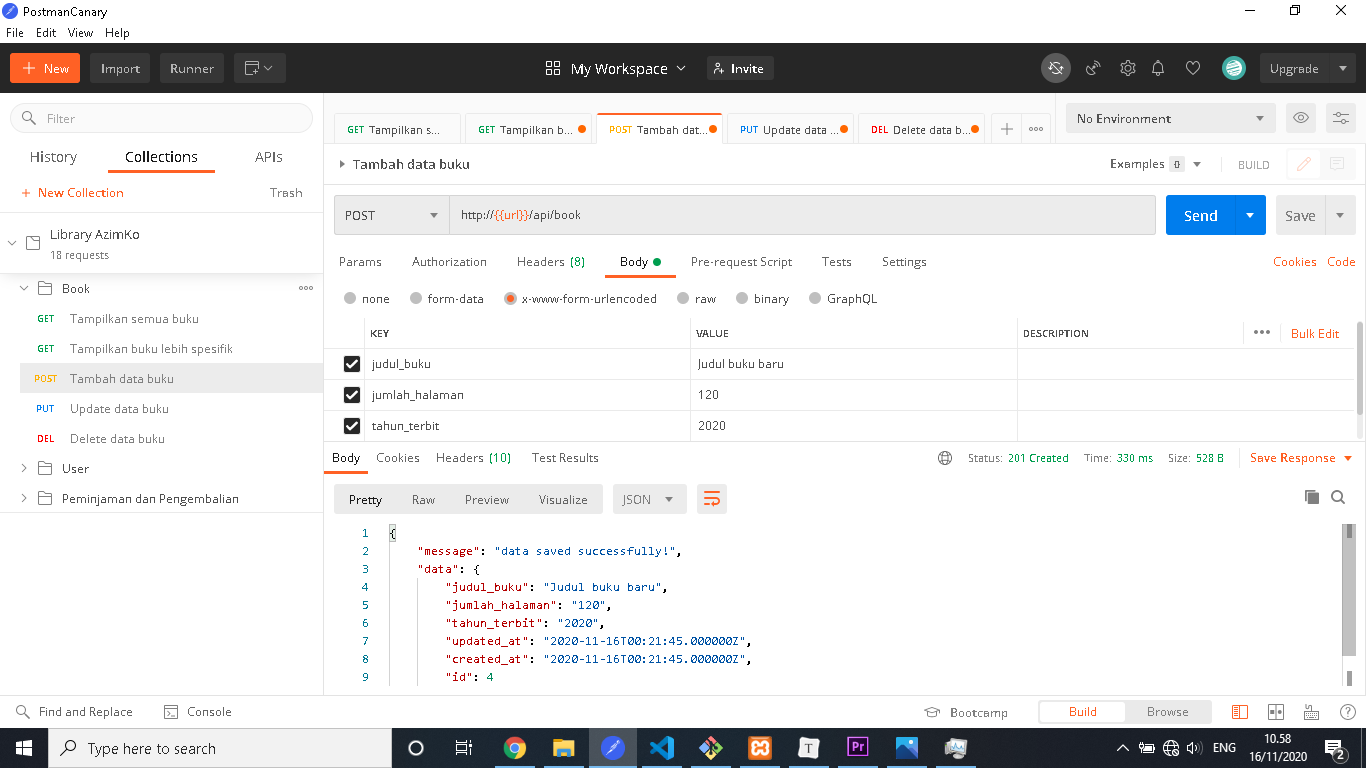 PostmanCanary
File Edit View Help
New Import Runner My Workspace Invite Upgrade
Filter
History Collections APIs
+ New Collection Trash
Library AzimKo
18 requests
Book
GET Tampilkan semua buku
GET Tampilkan buku lebih spesifik
POST Tambah data buku
PUT Update data buku
DEL Delete data buku
User
Peminjaman dan Pengembalian
GET Tampilkan s... GET Tampilkan b... POST Tambah dat... PUT Update data ... DEL Delete data b... No Environment
Tambah data buku Examples 0 BUILD
POST http://{{url}}/api/book Send Save
Params Authorization Headers (8) Body Pre-request Script Tests Settings Cookies Code
none form-data x-www-form-urlencoded raw binary GraphQL
KEY VALUE DESCRIPTION Bulk Edit
judul_buku Judul buku baru
jumlah_halaman 120
tahun_terbit 2020
Body Cookies Headers (10) Test Results Status: 201 Created Time: 330 ms Size: 528 B Save Response
Pretty Raw Preview Visualize JSON
1 {
2 "message": "data saved successfully!",
3 "data": {
4 "judul_buku": "Judul buku baru",
5 "jumlah_halaman": "120",
6 "tahun_terbit": "2020",
7 "updated_at": "2020-11-16T00:21:45.000000Z",
8 "created_at": "2020-11-16T00:21:45.000000Z",
9 "id": 4
Find and Replace Console Bootcamp Build Browse
Type here to search T Pr ENG 10.58
16/11/2020 2